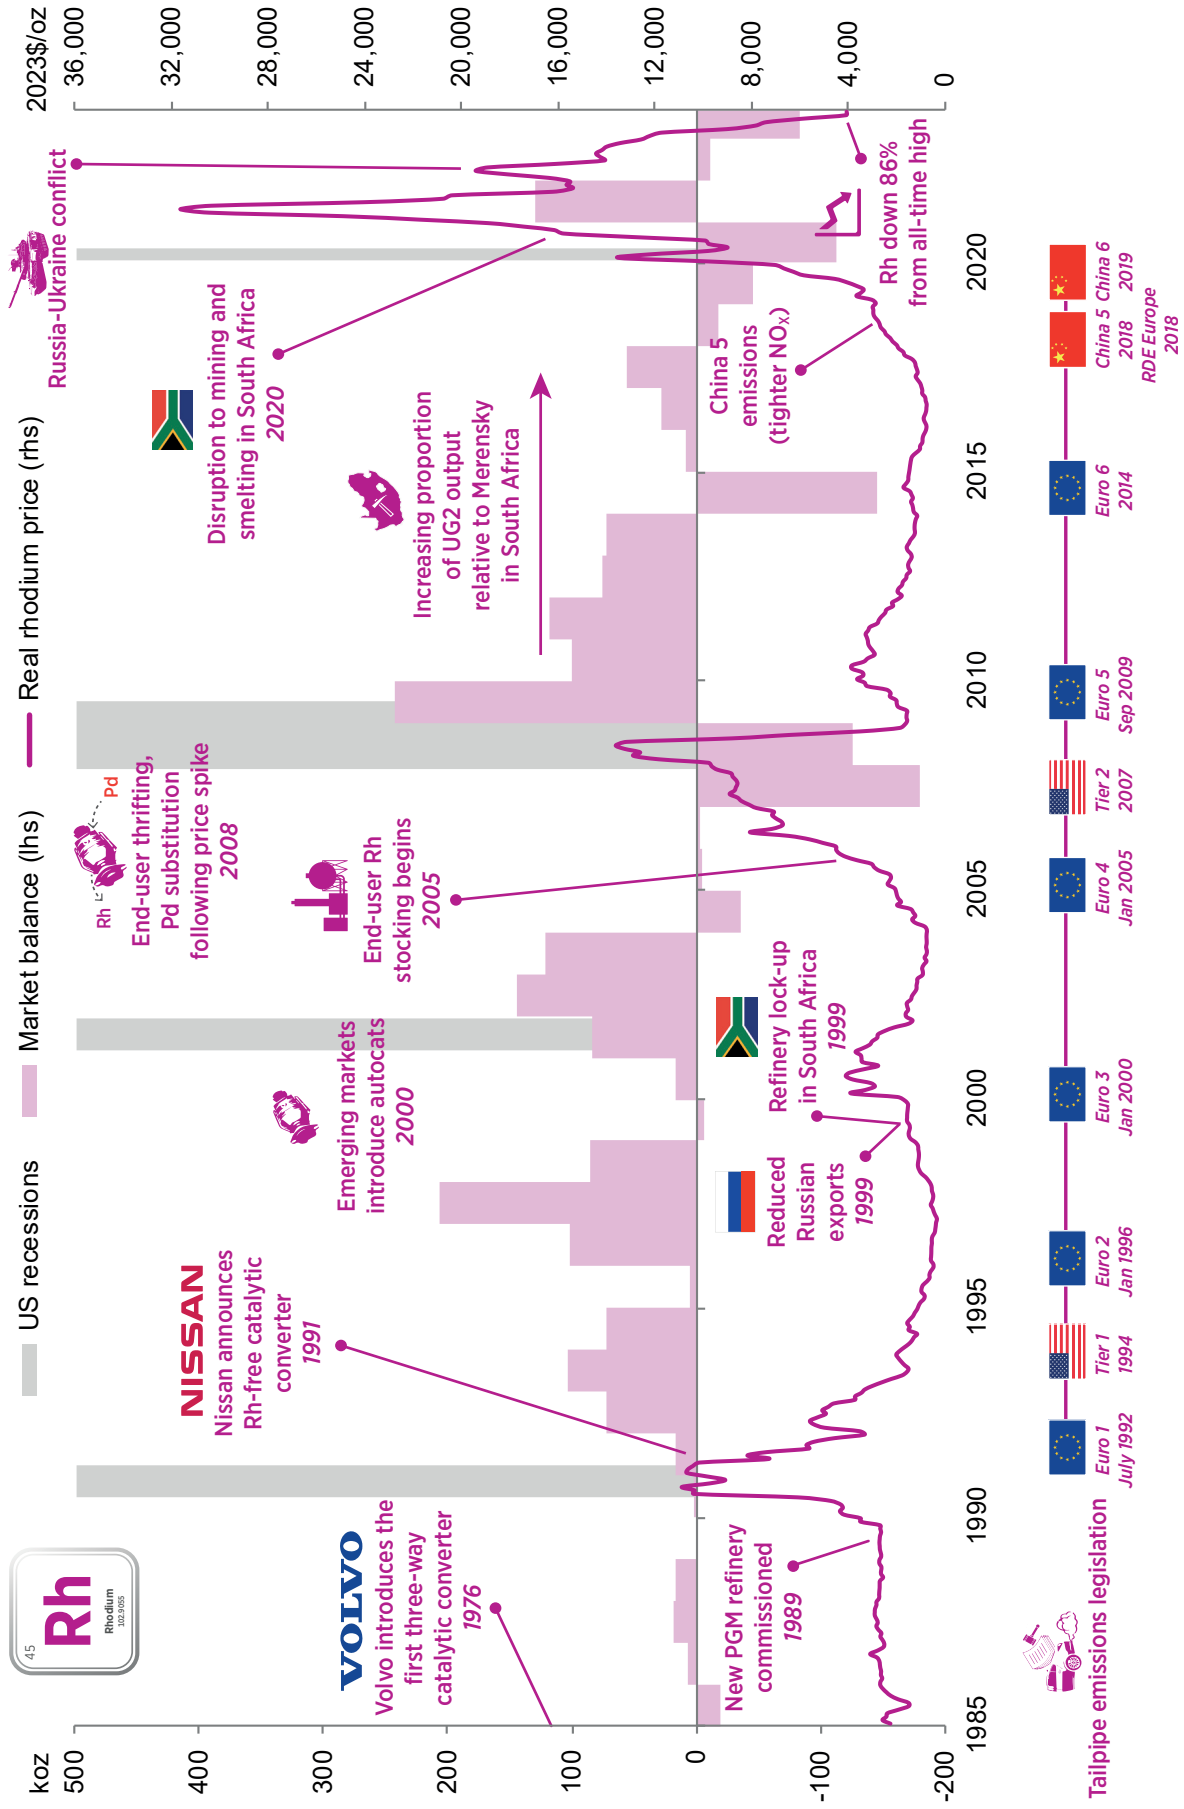 45
Rh
Rhodium
102.9055
US recessions
Market balance (lhs)
Real rhodium price (rhs)
koz
2023$/oz
500
400
300
200
100
0
-100
-200
36,000
32,000
28,000
24,000
20,000
16,000
12,000
8,000
4,000
0
1985
1990
1995
2000
2005
2010
2015
2020
VOLVO
Volvo introduces the
first three-way
catalytic converter
1976
New PGM refinery
commissioned
1989
NISSAN
Nissan announces
Rh-free catalytic
converter
1991
Emerging markets
introduce autocats
2000
Reduced
Russian
exports
1999
Refinery lock-up
in South Africa
1999
End-user Rh
stocking begins
2005
Rh
Pd
End-user thrifting,
Pd substitution
following price spike
2008
Increasing proportion
of UG2 output
relative to Merensky
in South Africa
China 5
emissions
(tighter NOX)
Disruption to mining and
smelting in South Africa
2020
Russia-Ukraine conflict
Rh down 86%
from all-time high
Tailpipe emissions legislation
Euro 1
July 1992
Tier 1
1994
Euro 2
Jan 1996
Euro 3
Jan 2000
Euro 4
Jan 2005
Tier 2
2007
Euro 5
Sep 2009
Euro 6
2014
China 5
2018
RDE Europe
2018
China 6
2019